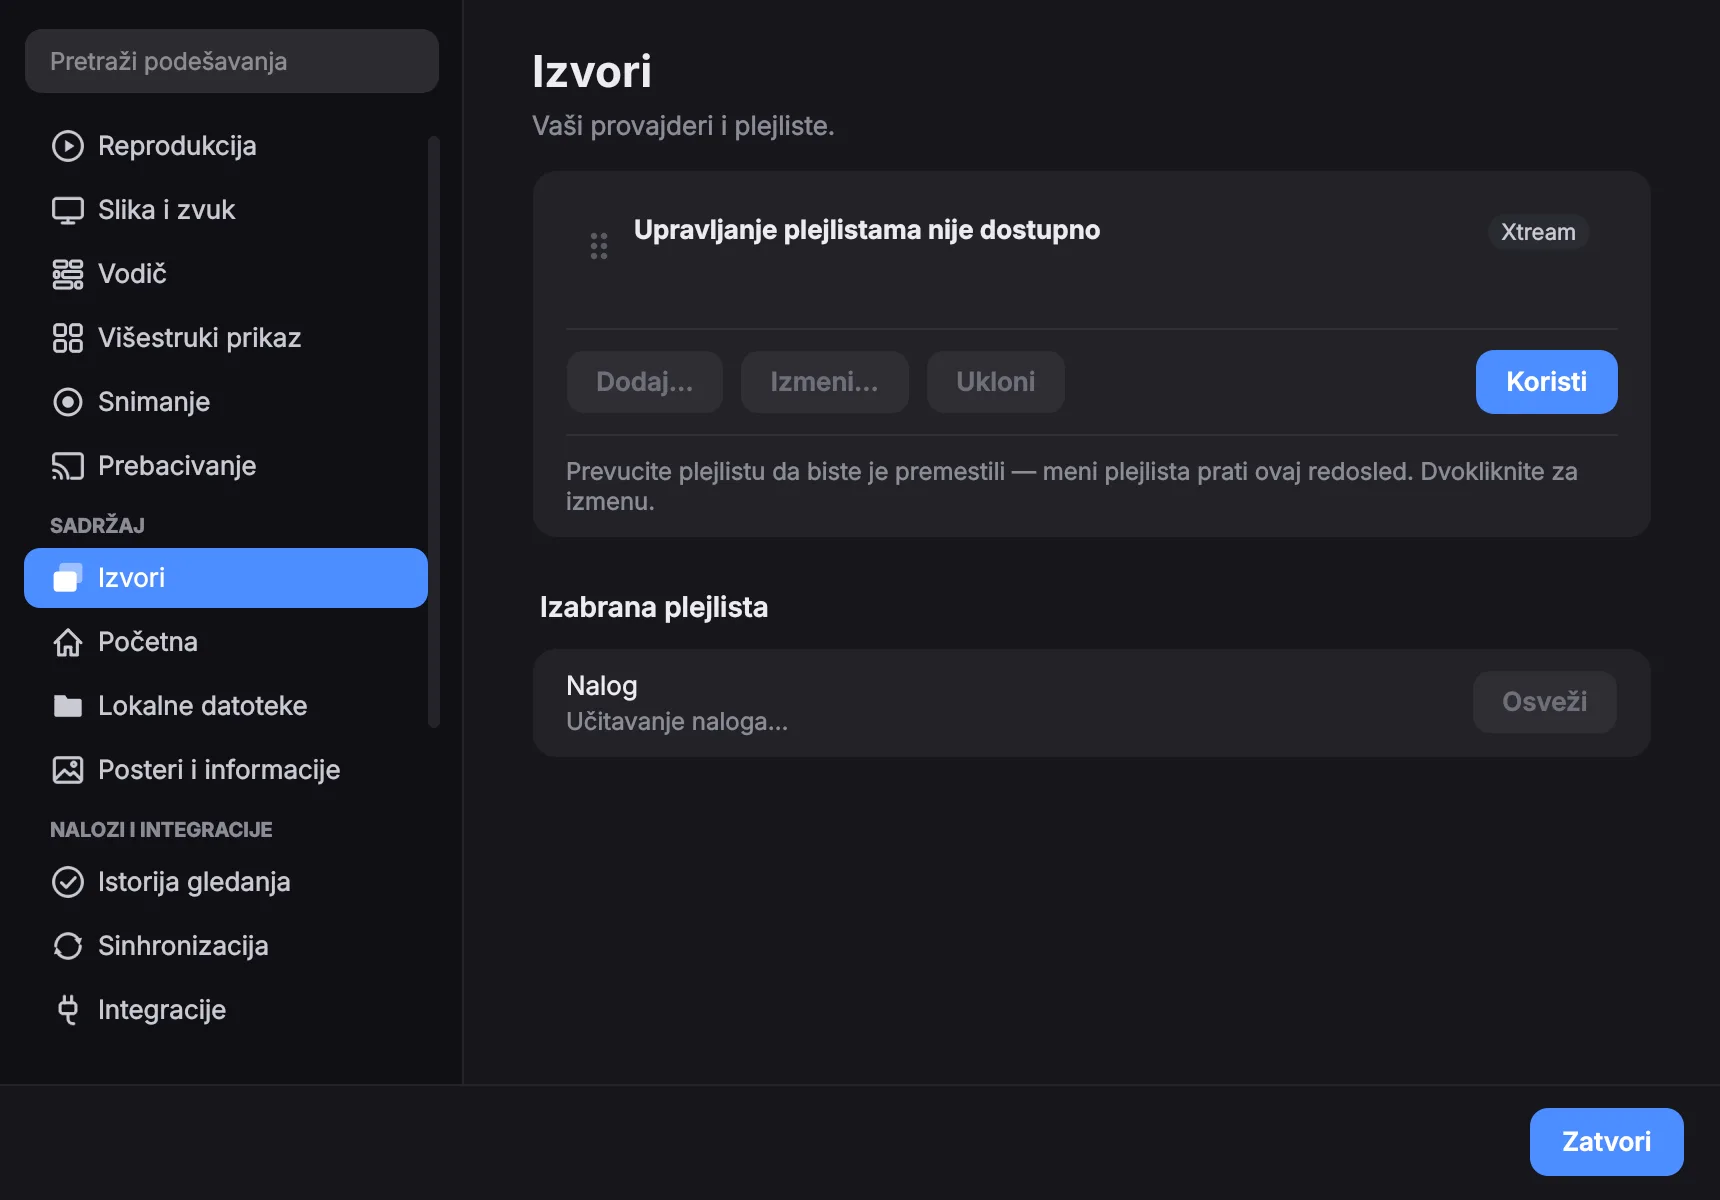 Pretraži podešavanja
Reprodukcija
Slika i zvuk
Vodič
Višestruki prikaz
Snimanje
Prebacivanje
SADRŽAJ
Izvori
Početna
Lokalne datoteke
Posteri i informacije
NALOZI I INTEGRACIJE
Istorija gledanja
Sinhronizacija
Integracije
Izvori
Vaši provajderi i plejliste.
Upravljanje plejlistama nije dostupno
Xtream
Dodaj...
Izmeni...
Ukloni
Koristi
Prevucite plejlistu da biste je premestili — meni plejlista prati ovaj redosled. Dvokliknite za
izmenu.
Izabrana plejlista
Nalog
Učitavanje naloga...
Osveži
Zatvori